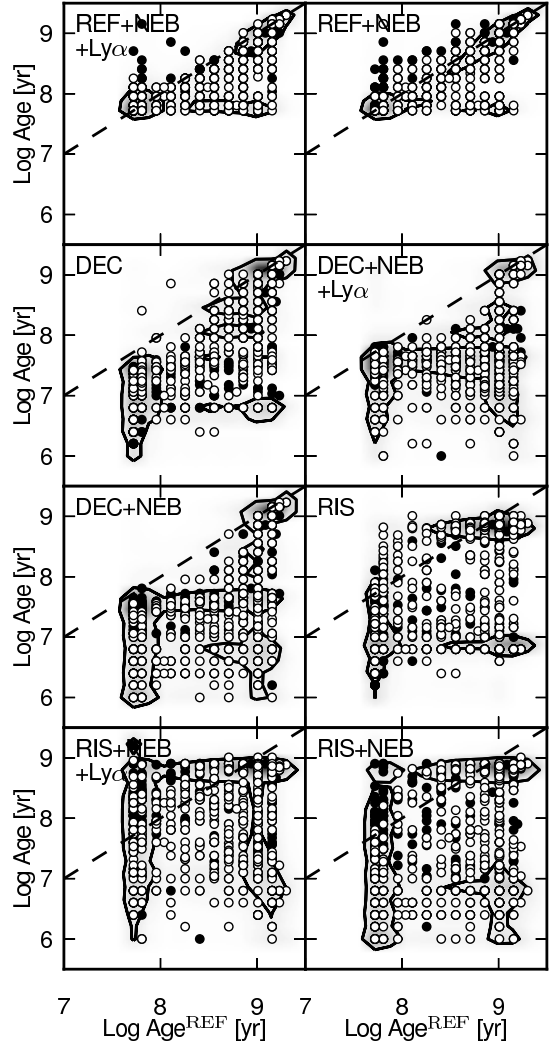 REF+NEB
+Lyα
REF+NEB
Log Age [yr]
9
8
7
6
DEC
DEC+NEB
+Lyα
Log Age [yr]
9
8
7
6
DEC+NEB
RIS
Log Age [yr]
9
8
7
6
RIS+NEB
+Lyα
RIS+NEB
Log Age [yr]
9
8
7
6
7 8 9 7 8 9
Log Age^REF [yr] Log Age^REF [yr]